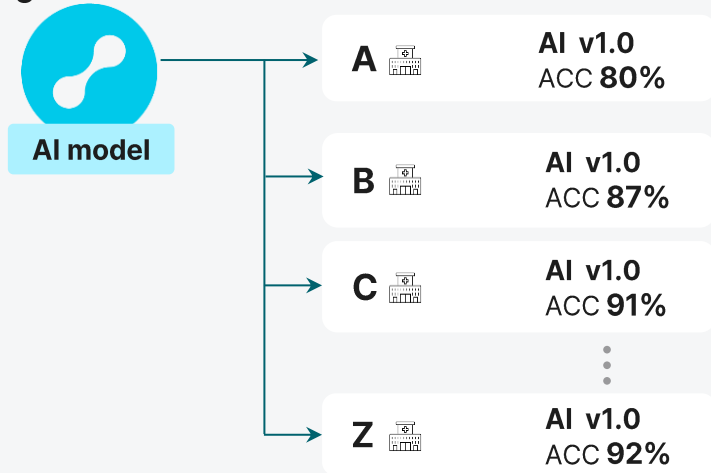 AI model
A
AI v1.0
ACC 80%
B
AI v1.0
ACC 87%
C
AI v1.0
ACC 91%
Z
AI v1.0
ACC 92%